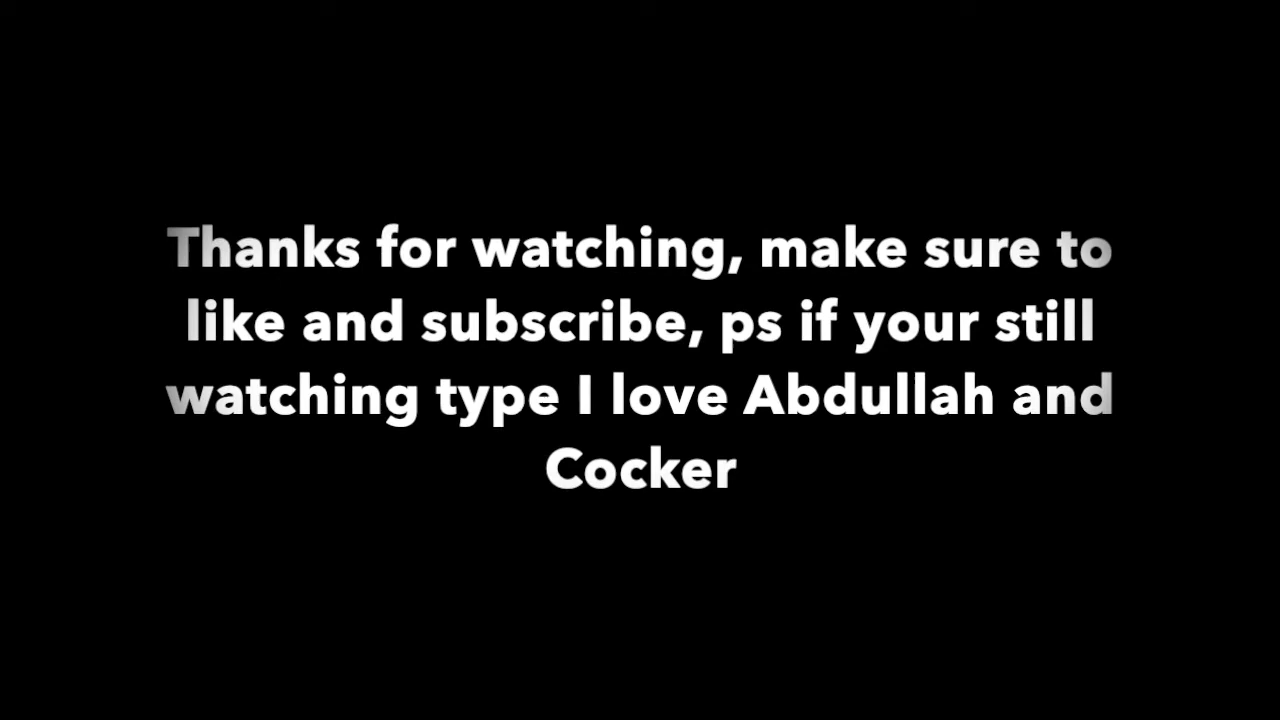 Thanks for watching, make sure to
like and subscribe, ps if your still
watching type I love Abdullah and
Cocker